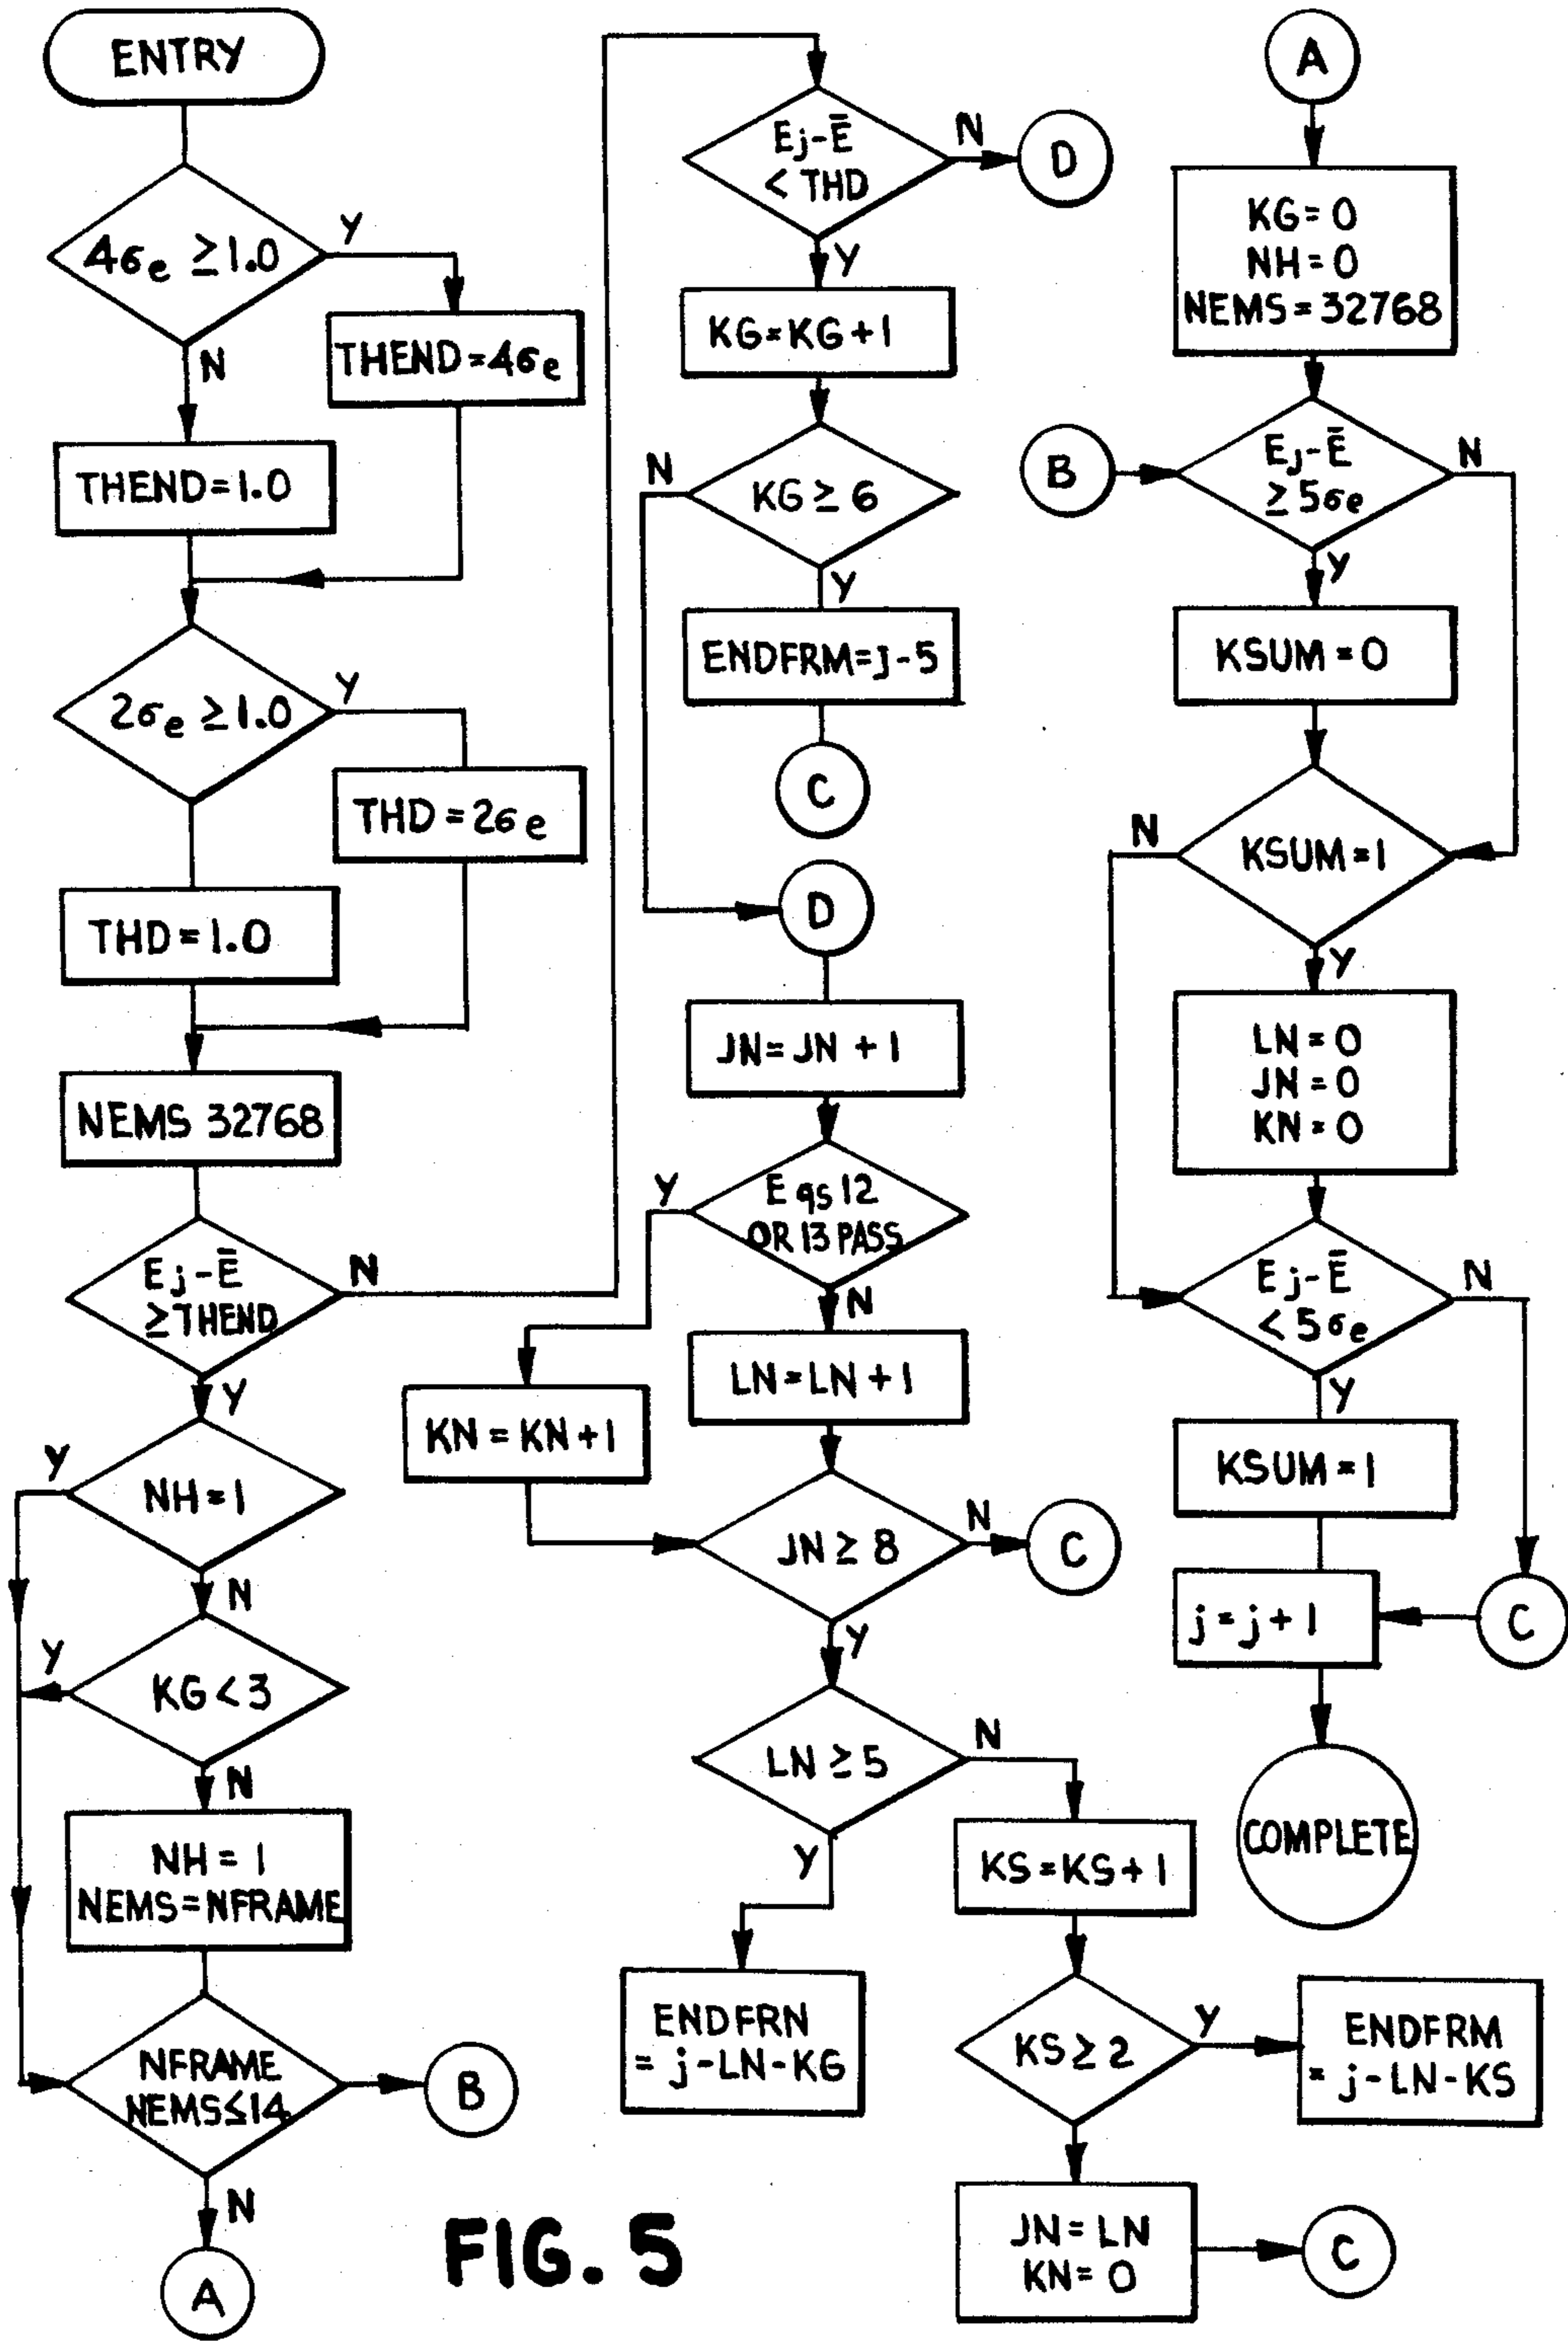 ENTRY
4σe ≥ 1.0
Y
N
THEND=4σe
THEND=1.0
2σe ≥ 1.0
Y
THD=2σe
THD=1.0
NEMS 32768
Ej-Ē
≥THEND
N
Y
NH=1
Y
N
KG<3
Y
N
NH=1
NEMS=NFRAME
NFRAME
NEMS≤14
B
N
A
Ej-Ē
< THD
N
D
Y
KG=KG+1
KG ≥ 6
N
Y
ENDFRM=J-5
C
D
JN=JN+1
Eqs 12
OR 13 PASS
Y
N
LN=LN+1
KN=KN+1
JN ≥ 8
N
C
Y
LN ≥ 5
N
Y
ENDFRN
= j-LN-KG
KS=KS+1
KS ≥ 2
Y
ENDFRM
= j-LN-KS
JN = LN
KN = 0
C
A
KG=0
NH=0
NEMS=32768
B
Ej-Ē
≥5σe
N
Y
KSUM=0
KSUM=1
N
Y
LN=0
JN=0
KN=0
Ej-Ē
<5σe
N
Y
KSUM=1
j=j+1
C
COMPLETE
FIG. 5